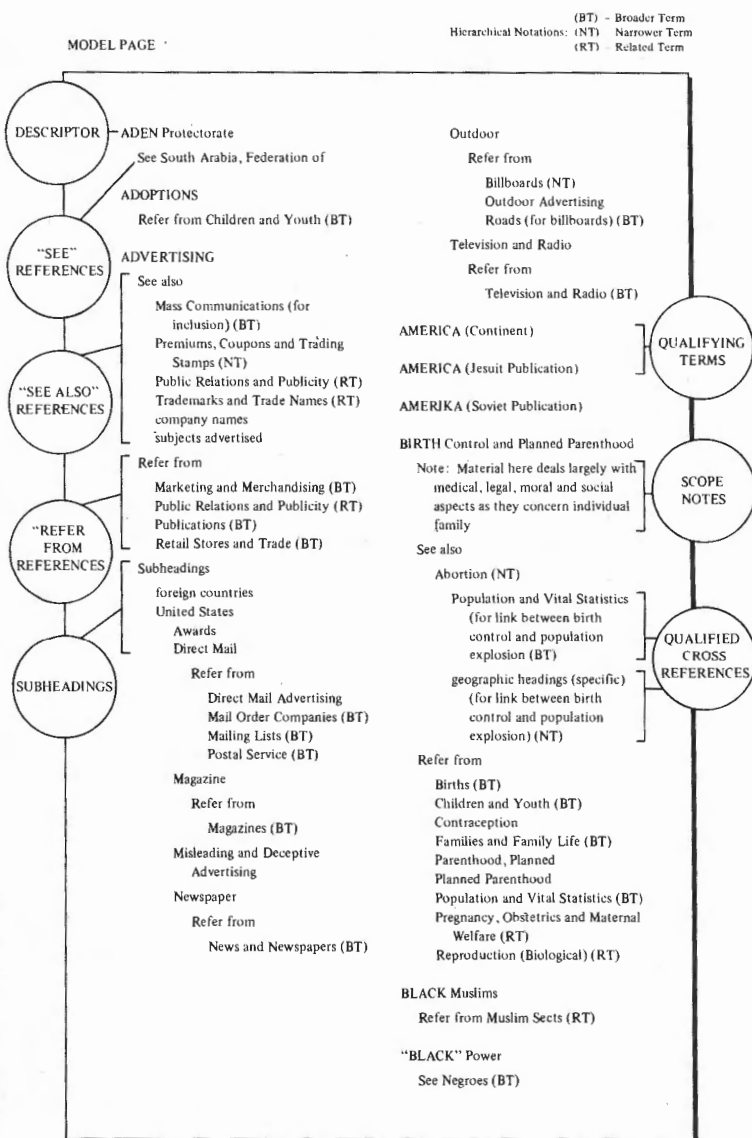 MODEL PAGE
Hierarchical Notations:
(BT) - Broader Term
(NT) Narrower Term
(RT) Related Term
DESCRIPTOR
"SEE"
REFERENCES
"SEE ALSO"
REFERENCES
"REFER
FROM
REFERENCES
SUBHEADINGS
ADEN Protectorate
See South Arabia, Federation of
ADOPTIONS
Refer from Children and Youth (BT)
ADVERTISING
See also
Mass Communications (for
inclusion) (BT)
Premiums, Coupons and Trading
Stamps (NT)
Public Relations and Publicity (RT)
Trademarks and Trade Names (RT)
company names
subjects advertised
Refer from
Marketing and Merchandising (BT)
Public Relations and Publicity (RT)
Publications (BT)
Retail Stores and Trade (BT)
Subheadings
foreign countries
United States
Awards
Direct Mail
Refer from
Direct Mail Advertising
Mail Order Companies (BT)
Mailing Lists (BT)
Postal Service (BT)
Magazine
Refer from
Magazines (BT)
Misleading and Deceptive
Advertising
Newspaper
Refer from
News and Newspapers (BT)
Outdoor
Refer from
Billboards (NT)
Outdoor Advertising
Roads (for billboards) (BT)
Television and Radio
Refer from
Television and Radio (BT)
AMERICA (Continent)
AMERICA (Jesuit Publication)
AMERIKA (Soviet Publication)
BIRTH Control and Planned Parenthood
Note: Material here deals largely with
medical, legal, moral and social
aspects as they concern individual
family
See also
Abortion (NT)
Population and Vital Statistics
(for link between birth
control and population
explosion (BT)
geographic headings (specific)
(for link between birth
control and population
explosion) (NT)
Refer from
Births (BT)
Children and Youth (BT)
Contraception
Families and Family Life (BT)
Parenthood, Planned
Planned Parenthood
Population and Vital Statistics (BT)
Pregnancy, Obstetrics and Maternal
Welfare (RT)
Reproduction (Biological) (RT)
BLACK Muslims
Refer from Muslim Sects (RT)
"BLACK" Power
See Negroes (BT)
QUALIFYING
TERMS
SCOPE
NOTES
QUALIFIED
CROSS
REFERENCES